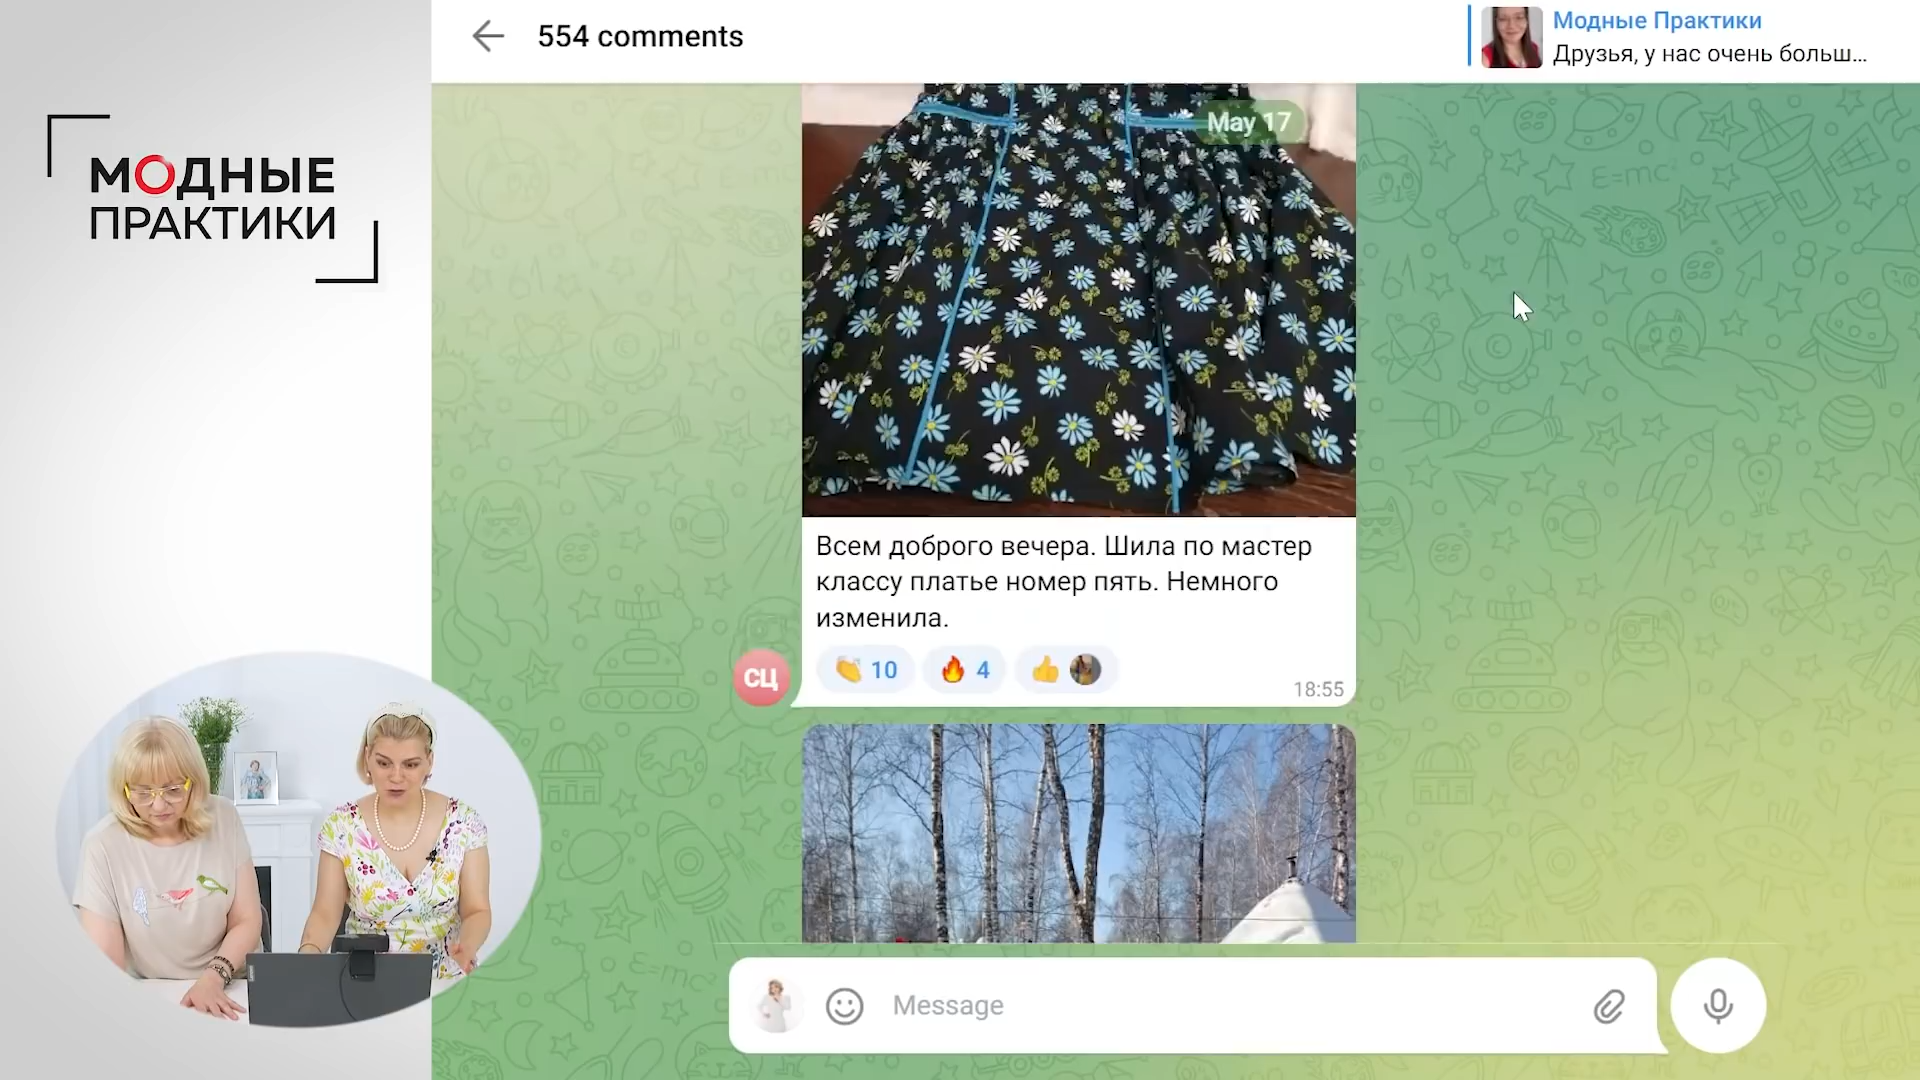 МОДНЫЕ
ПРАКТИКИ
554 comments
Модные Практики
Друзья, у нас очень больш...
May 17
Всем доброго вечера. Шила по мастер
классу платье номер пять. Немного
изменила.
10
4
18:55
СЦ
Message
E=mc²